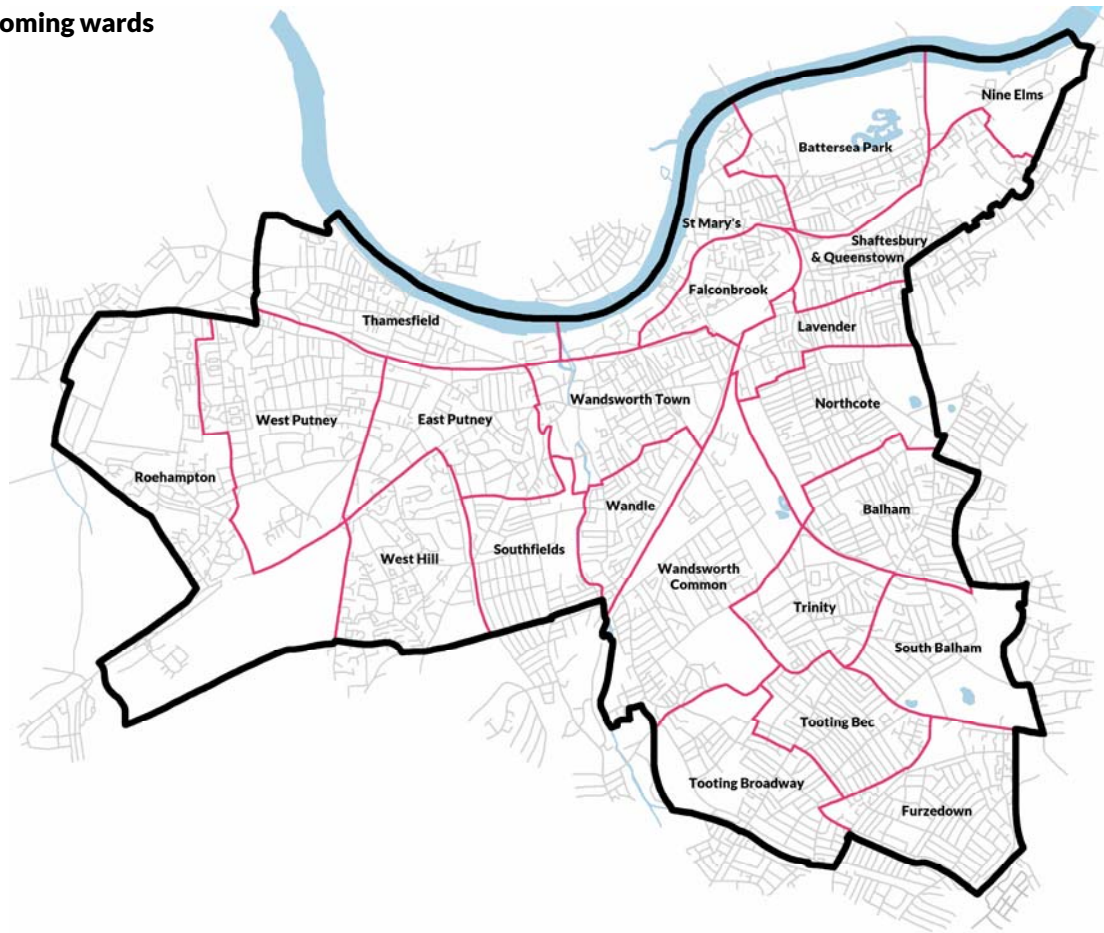 oming wards
Nine Elms
Battersea Park
St Mary's
Shaftesbury
& Queenstown
Falconbrook
Thamesfield
Lavender
Wandsworth Town
Northcote
West Putney
East Putney
Roehampton
Wandle
Balham
Southfields
West Hill
Wandsworth
Common
Trinity
South Balham
Tooting Bec
Tooting Broadway
Furzedown